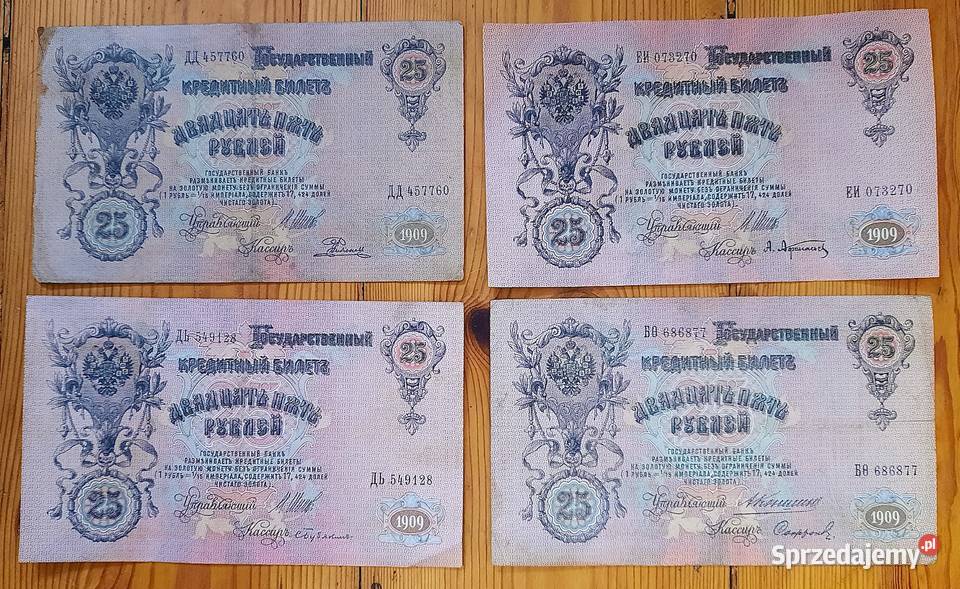 ДД 457760 Государственный
25
Кредитный Билетъ
Двадцать пять
рублей
Государственный банкъ
размѣниваетъ кредитные билеты
на золотую монету безъ ограниченія суммы
(1 рубль = 1/15 имперіала, содержитъ 17,424 долей
чистаго золота).
ДД 457760
Управляющій
25
Кассиръ
1909
ЕИ 073270 Государственный
25
Кредитный Билетъ
Двадцать пять
рублей
Государственный банкъ
размѣниваетъ кредитные билеты
на золотую монету безъ ограниченія суммы
(1 рубль = 1/15 имперіала, содержитъ 17,424 долей
чистаго золота).
ЕИ 073270
Управляющій
25
Кассиръ
1909
ДЬ 549128 Государственный
25
Кредитный Билетъ
Двадцать пять
рублей
Государственный банкъ
размѣниваетъ кредитные билеты
на золотую монету безъ ограниченія суммы
(1 рубль = 1/15 имперіала, содержитъ 17,424 долей
чистаго золота).
ДЬ 549128
Управляющій
25
Кассиръ
1909
БѲ 686877 Государственный
25
Кредитный Билетъ
Двадцать пять
рублей
Государственный банкъ
размѣниваетъ кредитные билеты
на золотую монету безъ ограниченія суммы
(1 рубль = 1/15 имперіала, содержитъ 17,424 долей
чистаго золота).
БѲ 686877
Управляющій
25
Кассиръ
1909
Sprzedajemy.pl